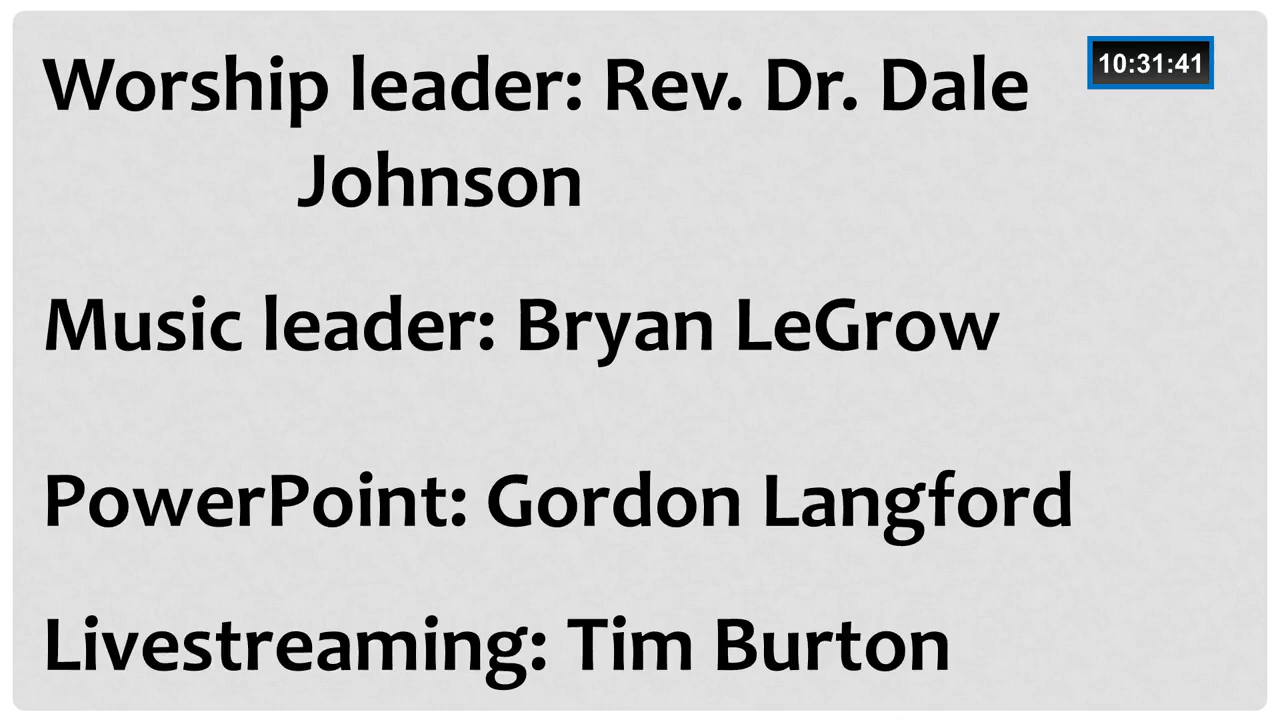 Worship leader: Rev. Dr. Dale
Johnson
10:31:41
Music leader: Bryan LeGrow
PowerPoint: Gordon Langford
Livestreaming: Tim Burton